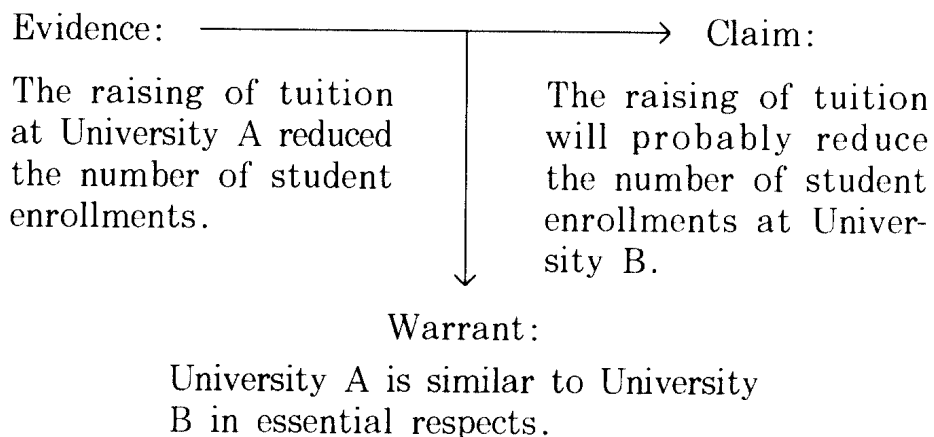 Evidence:
The raising of tuition
at University A reduced
the number of student
enrollments.
Claim:
The raising of tuition
will probably reduce
the number of student
enrollments at Univer-
sity B.
Warrant:
University A is similar to University
B in essential respects.